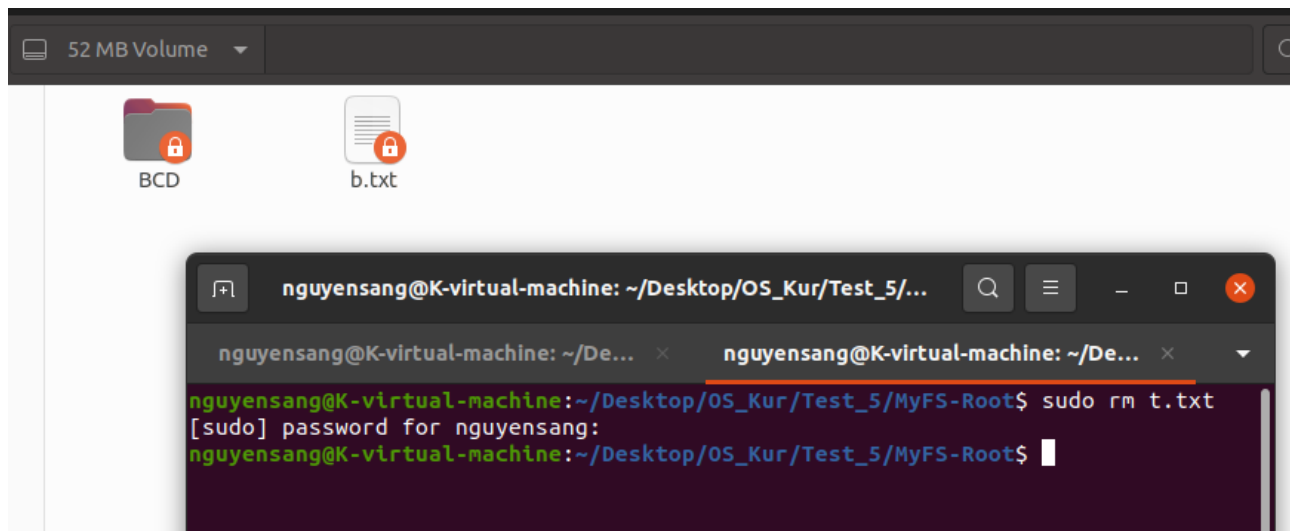 52 MB Volume
BCD
b.txt
nguyensang@K-virtual-machine: ~/Desktop/OS_Kur/Test_5/...
nguyensang@K-virtual-machine: ~/De...
nguyensang@K-virtual-machine: ~/De...
nguyensang@K-virtual-machine:~/Desktop/OS_Kur/Test_5/MyFS-Root$ sudo rm t.txt
[sudo] password for nguyensang:
nguyensang@K-virtual-machine:~/Desktop/OS_Kur/Test_5/MyFS-Root$